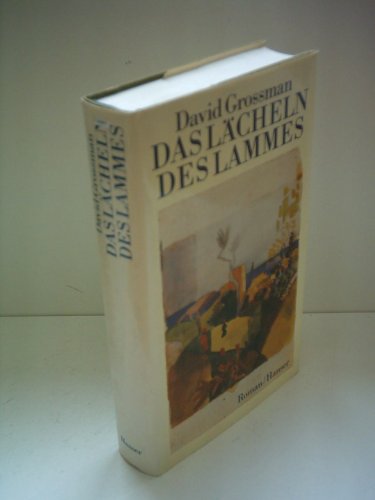 David Grossman
DAS LÄCHELN
DES LAMMES
Roman/Hanser
David Grossman
DAS LÄCHELN
DES LAMMES
Hanser